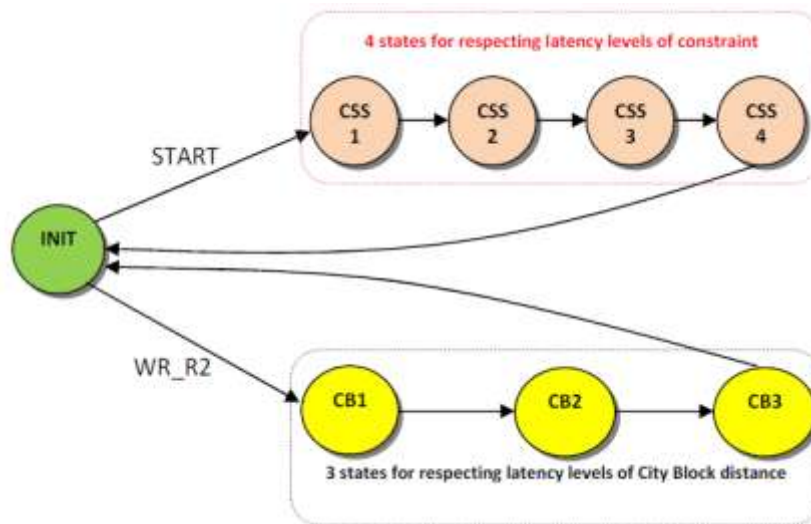 4 states for respecting latency levels of constraint
CSS
1
CSS
2
CSS
3
CSS
4
START
INIT
WR_R2
CB1
CB2
CB3
3 states for respecting latency levels of City Block distance